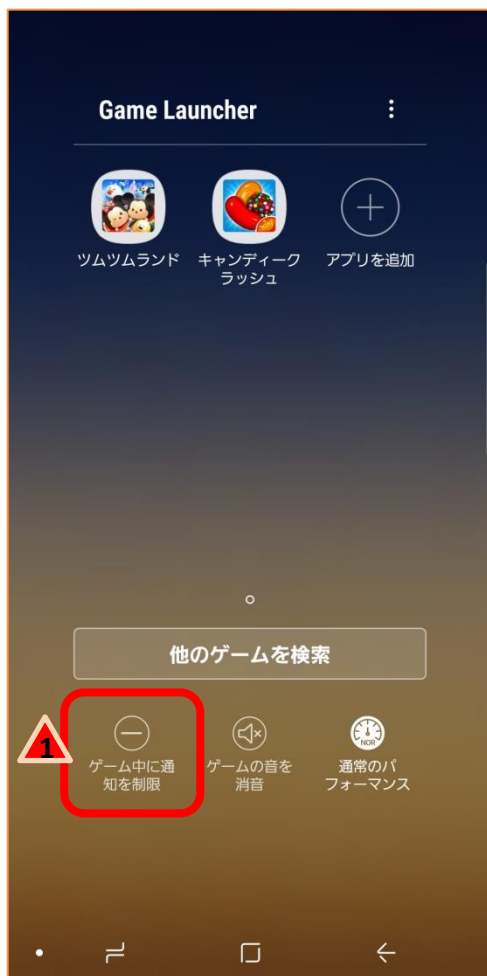 Game Launcher
ツムツムランド
キャンディーク
ラッシュ
アプリを追加
他のゲームを検索
1
ゲーム中に通
知を制限
ゲームの音を
消音
NOR
通常のパ
フォーマンス